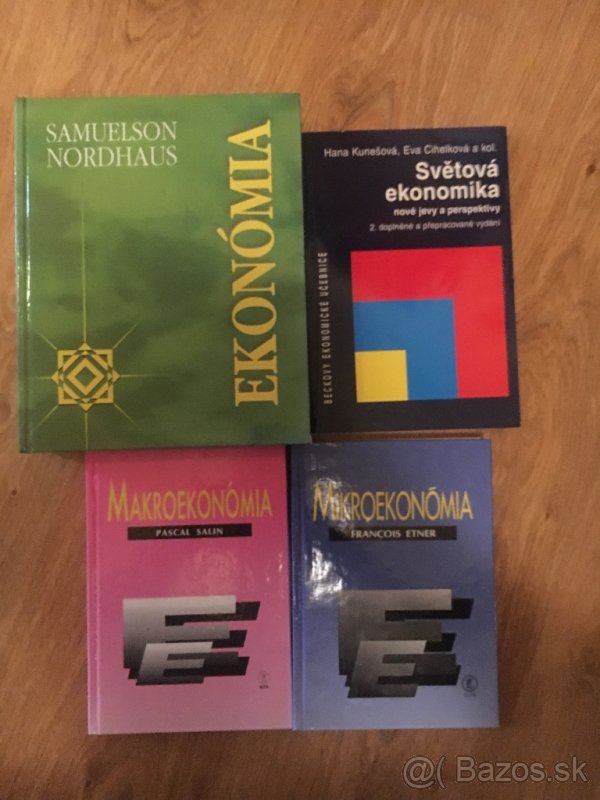 SAMUELSON
NORDHAUS
EKONÓMIA
Hana Kunešová, Eva Cihelková a kol.
Světová
ekonomika
nové jevy a perspektivy
2. doplněné a přepracované vydání
BECKOVY EKONOMICKÉ UČEBNICE
MAKROEKONÓMIA
PASCAL SALIN
MIKROEKONÓMIA
FRANÇOIS ETNER
Bazos.sk